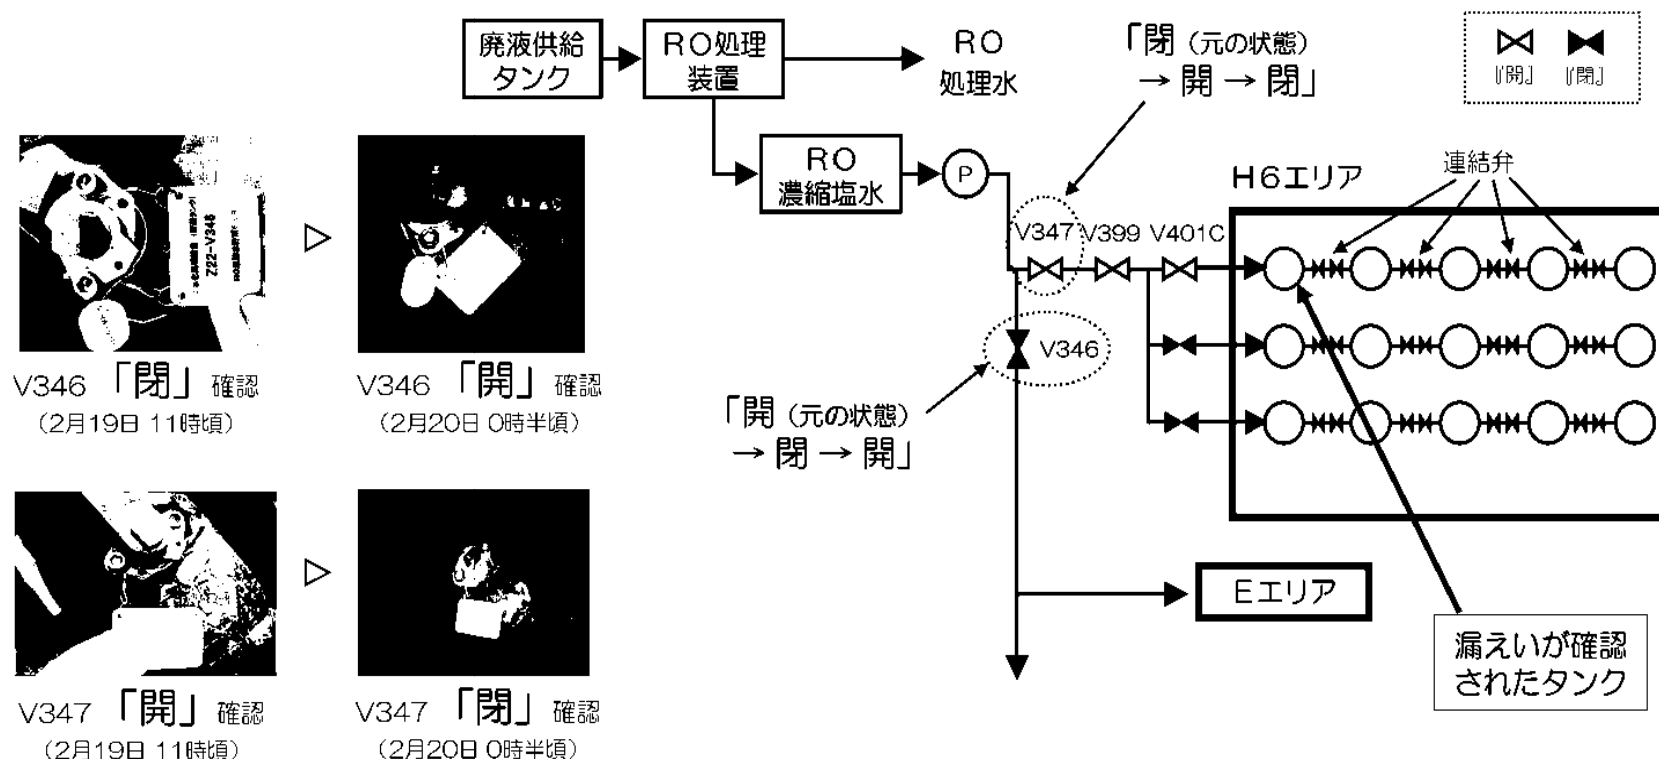 廃液供給
タンク
RO処理
装置
RO
処理水
「閉（元の状態）
→ 開 → 閉」
『開』
『閉』
RO
濃縮塩水
P
連結弁
H6エリア
V347
V399
V401C
V346
Z22-V346
V346 「閉」 確認
（2月19日 11時頃）
V346 「開」 確認
（2月20日 0時半頃）
「開（元の状態）
→ 閉 → 開」
Eエリア
漏えいが確認
されたタンク
V347 「開」 確認
（2月19日 11時頃）
V347 「閉」 確認
（2月20日 0時半頃）